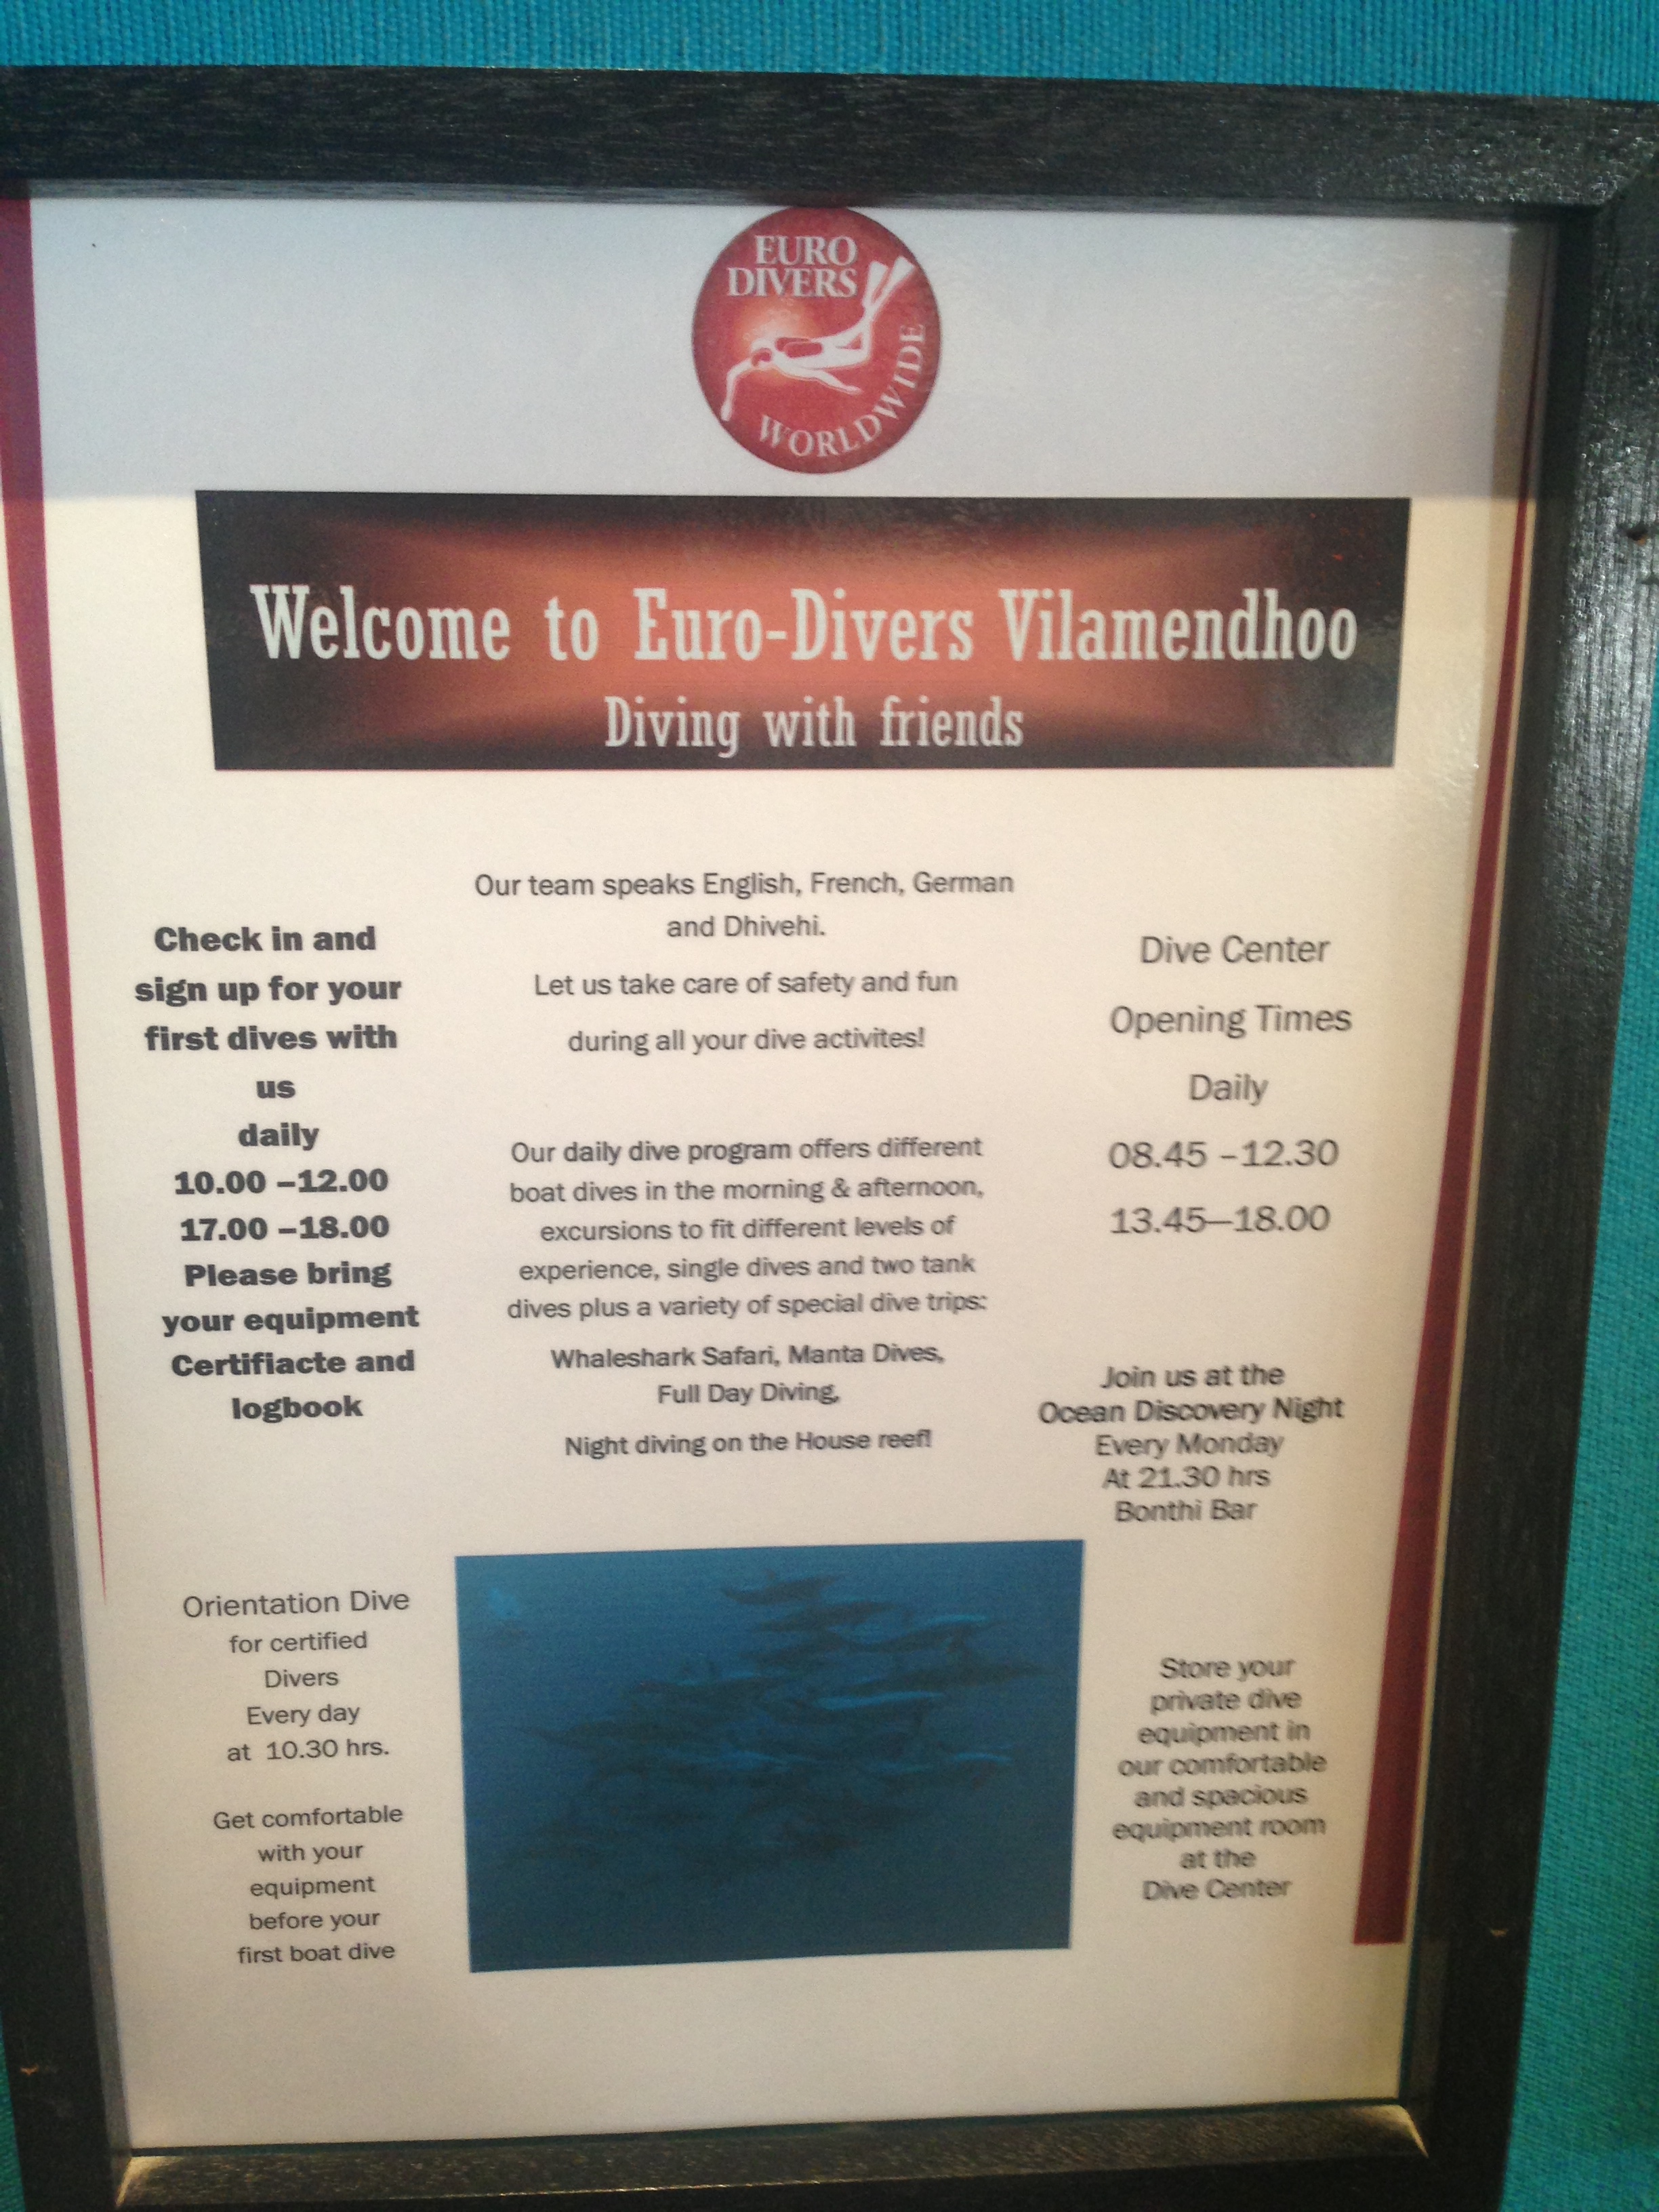 EURO
DIVERS
WORLDWIDE
Welcome to Euro-Divers Vilamendhoo
Diving with friends
Check in and
sign up for your
first dives with
us
daily
10.00 –12.00
17.00 –18.00
Please bring
your equipment
Certifiacte and
logbook
Our team speaks English, French, German
and Dhivehi.
Let us take care of safety and fun
during all your dive activites!
Our daily dive program offers different
boat dives in the morning & afternoon,
excursions to fit different levels of
experience, single dives and two tank
dives plus a variety of special dive trips:
Whaleshark Safari, Manta Dives,
Full Day Diving,
Night diving on the House reef!
Dive Center
Opening Times
Daily
08.45 –12.30
13.45—18.00
Join us at the
Ocean Discovery Night
Every Monday
At 21.30 hrs
Bonthi Bar
Orientation Dive
for certified
Divers
Every day
at 10.30 hrs.
Get comfortable
with your
equipment
before your
first boat dive
Store your
private dive
equipment in
our comfortable
and spacious
equipment room
at the
Dive Center